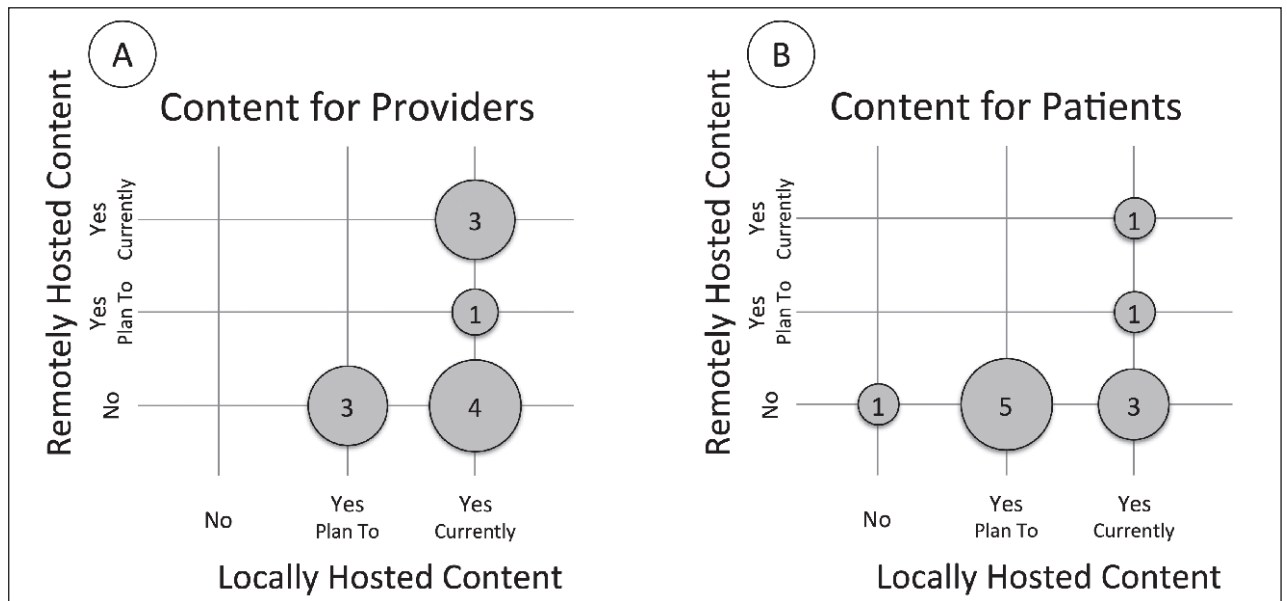 A
Content for Providers
Remotely Hosted Content
Yes
Currently
Yes
Plan To
No
3
1
3
4
No
Yes
Plan To
Yes
Currently
Locally Hosted Content
B
Content for Patients
Remotely Hosted Content
Yes
Currently
Yes
Plan To
No
1
1
1
5
3
No
Yes
Plan To
Yes
Currently
Locally Hosted Content